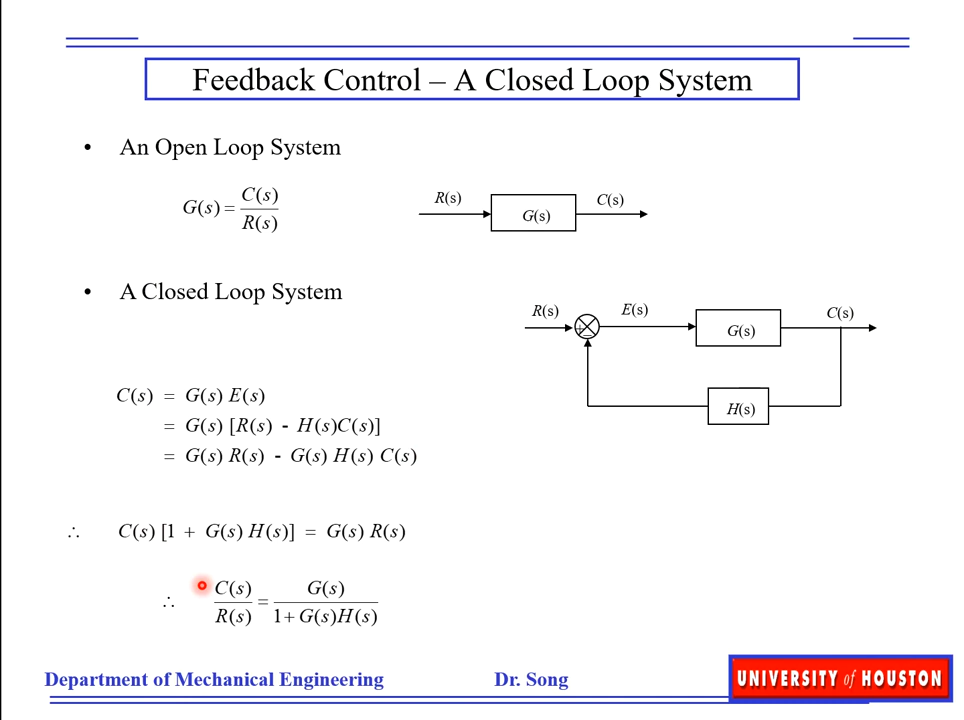 Feedback Control – A Closed Loop System
• An Open Loop System
G(s) = C(s) / R(s)
R(s)
G(s)
C(s)
• A Closed Loop System
R(s)
+
−
E(s)
G(s)
C(s)
H(s)
C(s) = G(s) E(s)
= G(s) [R(s) - H(s)C(s)]
= G(s) R(s) - G(s) H(s) C(s)
∴ C(s) [1 + G(s) H(s)] = G(s) R(s)
∴ C(s) / R(s) = G(s) / 1 + G(s)H(s)
Department of Mechanical Engineering
Dr. Song
UNIVERSITY of HOUSTON